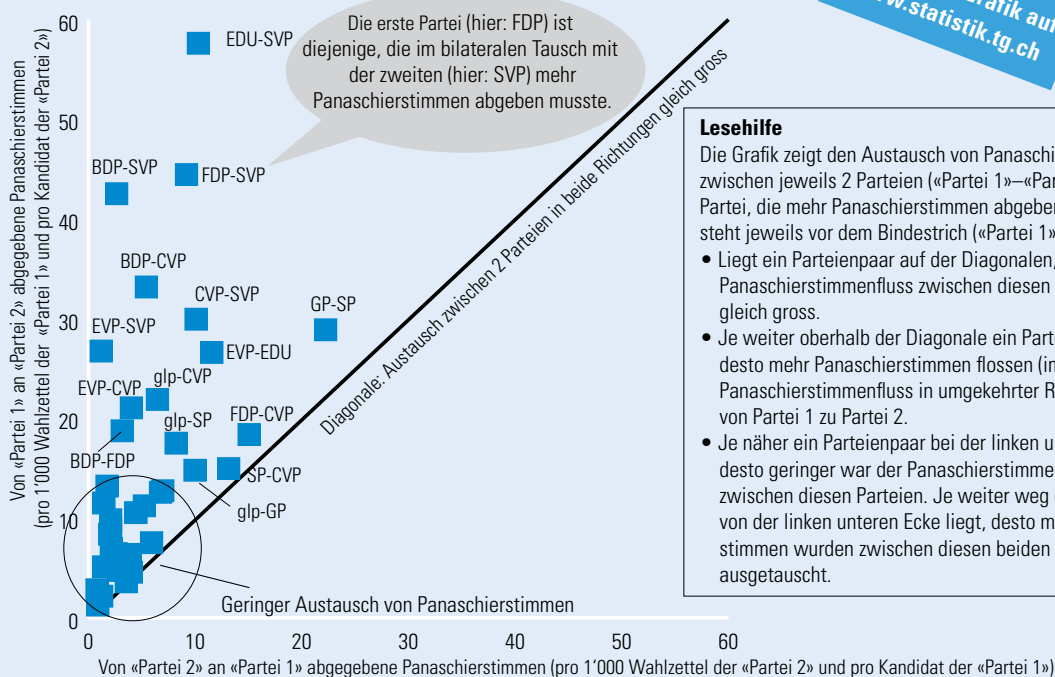 Grafik auf
www.statistik.tg.ch
Von «Partei 1» an «Partei 2» abgegebene Panaschierstimmen
(pro 1'000 Wahlzettel der «Partei 1» und pro Kandidat der «Partei 2»)
60
50
40
30
20
10
0
Die erste Partei (hier: FDP) ist
diejenige, die im bilateralen Tausch mit
der zweiten (hier: SVP) mehr
Panaschierstimmen abgeben musste.
EDU-SVP
BDP-SVP
FDP-SVP
BDP-CVP
CVP-SVP
GP-SP
EVP-SVP
EVP-EDU
EVP-CVP
glp-CVP
glp-SP
FDP-CVP
BDP-FDP
SP-CVP
glp-GP
Diagonale: Austausch zwischen 2 Parteien in beide Richtungen gleich gross
Geringer Austausch von Panaschierstimmen
0
10
20
30
40
50
60
Von «Partei 2» an «Partei 1» abgegebene Panaschierstimmen (pro 1'000 Wahlzettel der «Partei 2» und pro Kandidat der «Partei 1»)
Lesehilfe
Die Grafik zeigt den Austausch von
zwischen jeweils 2 Parteien («Partei 1»–
Partei, die mehr Panaschierstimmen
steht jeweils vor dem Bindestrich («Partei 1»
• Liegt ein Parteienpaar auf der Diagonalen,
Panaschierstimmenfluss zwischen diesen
gleich gross.
• Je weiter oberhalb der Diagonale ein
desto mehr Panaschierstimmen flossen
Panaschierstimmenfluss in umgekehrter
von Partei 1 zu Partei 2.
• Je näher ein Parteienpaar bei der linken
desto geringer war der
zwischen diesen Parteien. Je weiter weg
von der linken unteren Ecke liegt, desto
stimmen wurden zwischen diesen beiden
ausgetauscht.